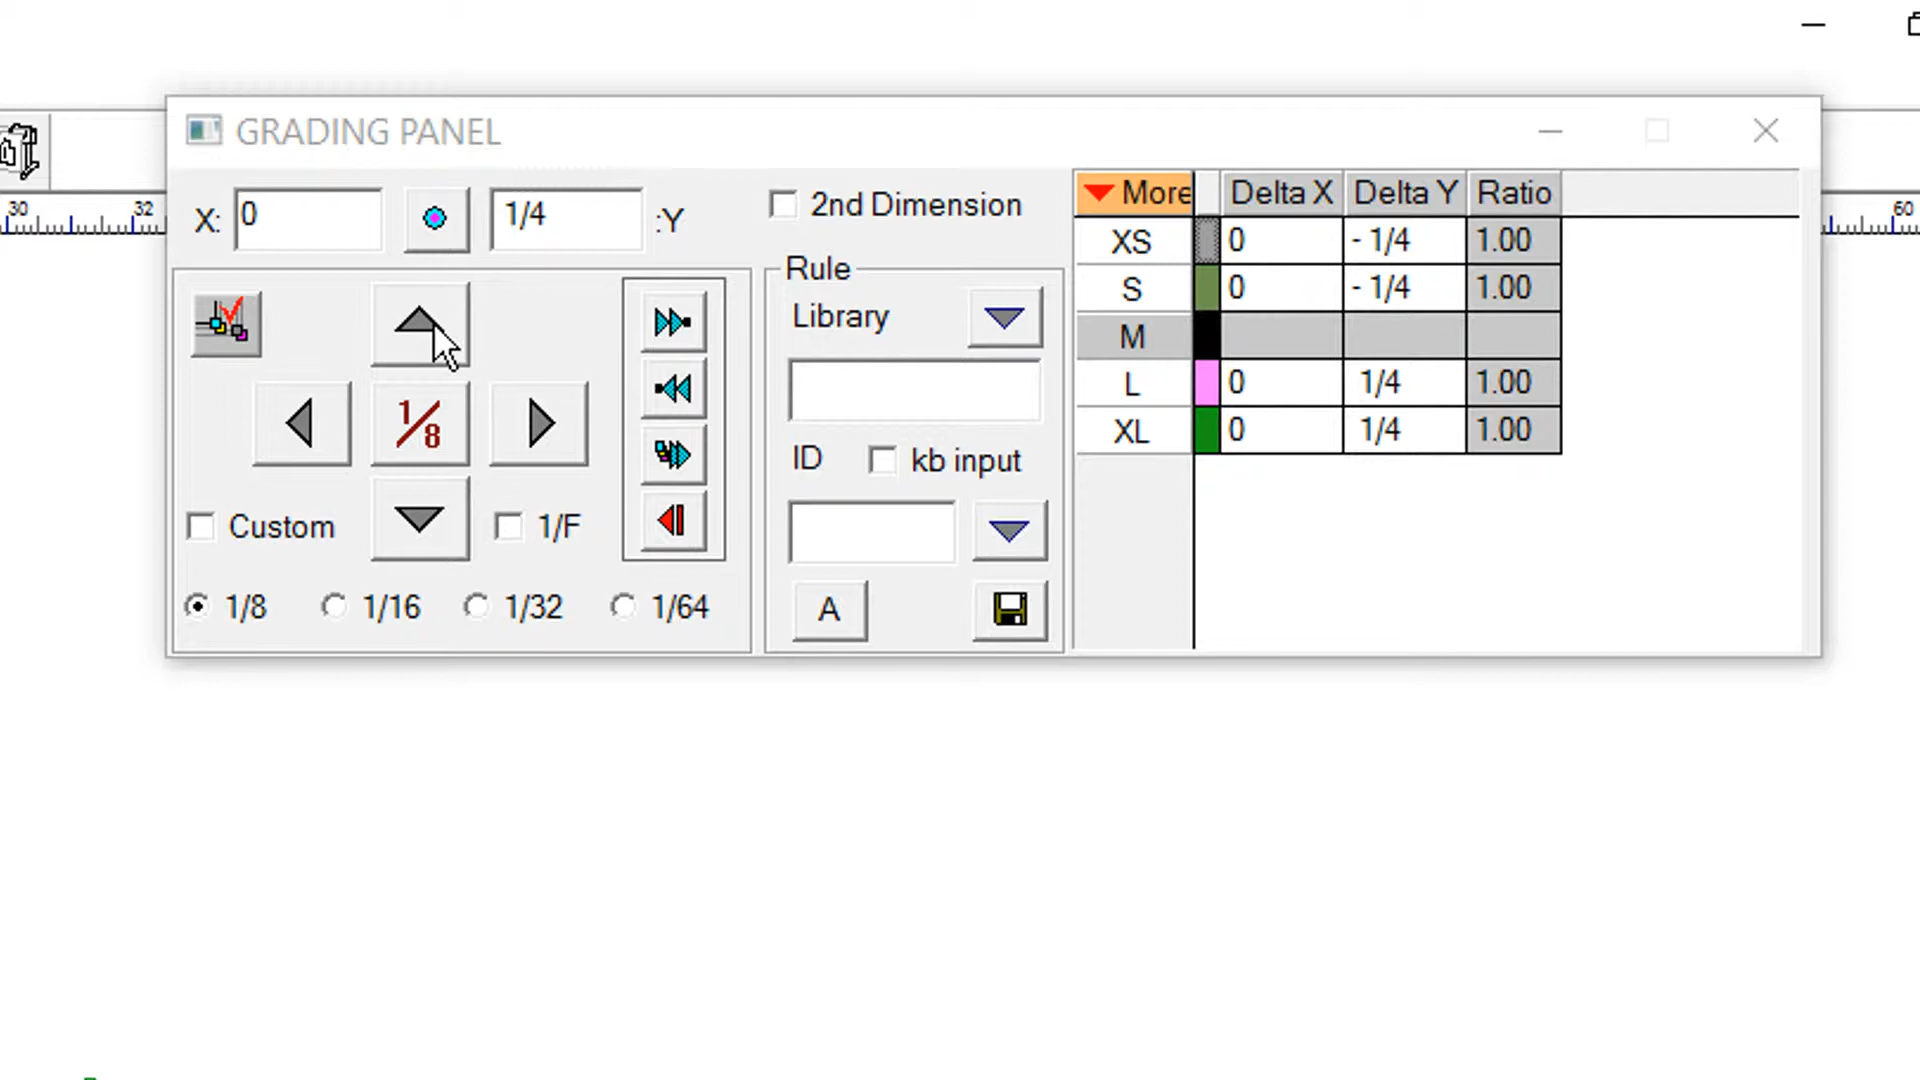 GRADING PANEL
30
32
60
X: 0
1/4 :Y
2nd Dimension
Rule
Library
ID
kb input
A
1/8
Custom
1/F
1/8
1/16
1/32
1/64
More Delta X Delta Y Ratio
XS 0 - 1/4 1.00
S 0 - 1/4 1.00
M
L 0 1/4 1.00
XL 0 1/4 1.00